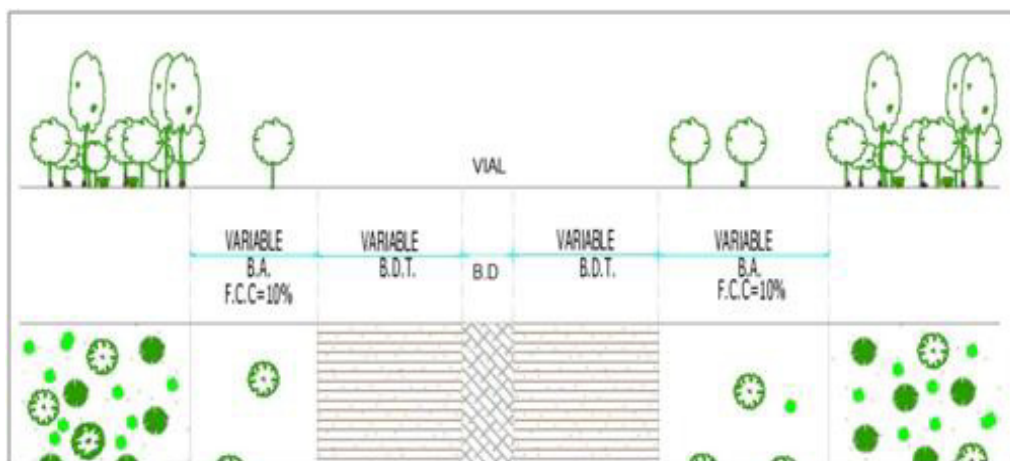 VIAL
VARIABLE
B.A.
F.C.C=10%
VARIABLE
B.D.T.
B.D
VARIABLE
B.D.T.
VARIABLE
B.A.
F.C.C=10%